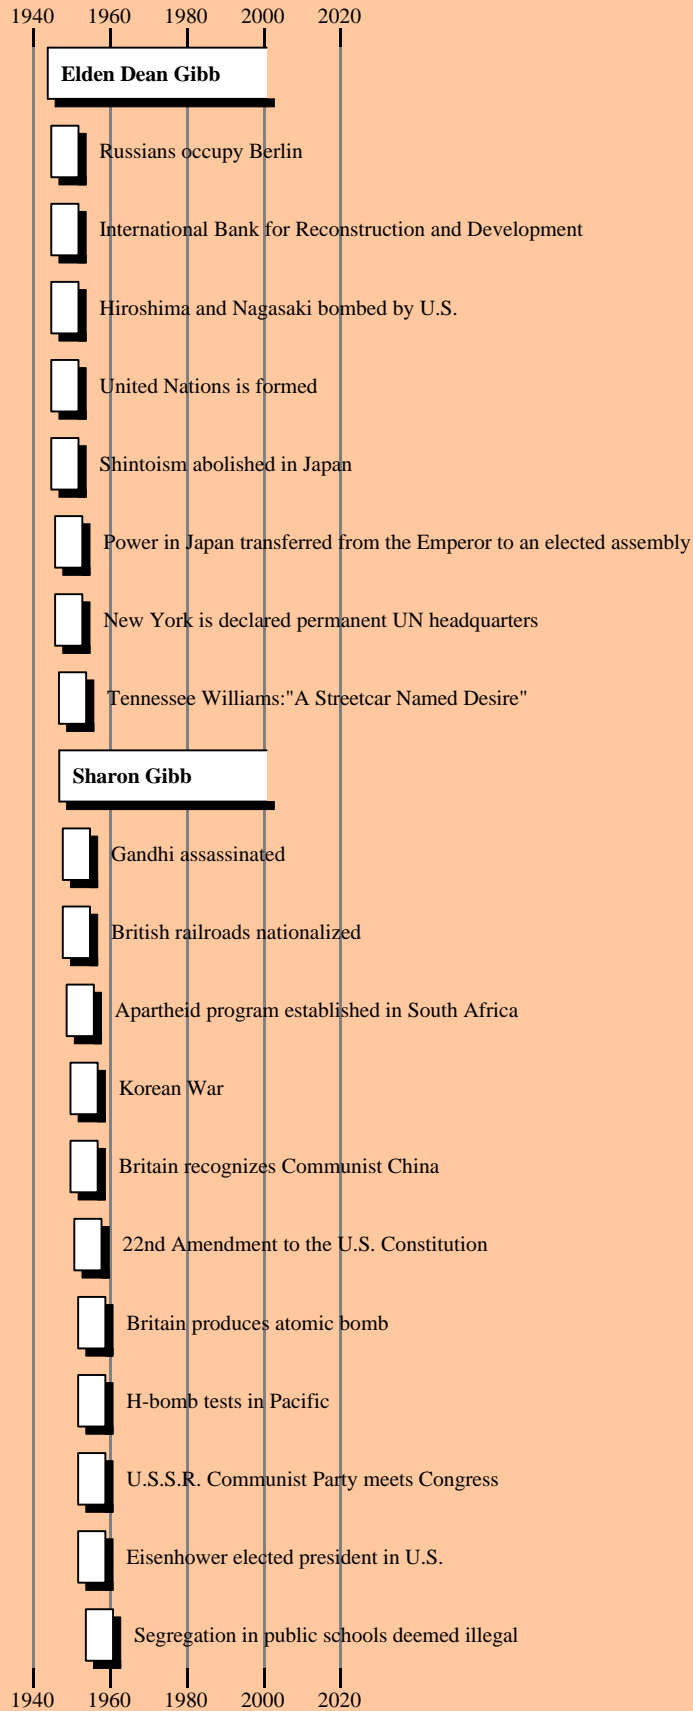 1940 1960 1980 2000 2020
Elden Dean Gibb
Russians occupy Berlin
International Bank for Reconstruction and Development
Hiroshima and Nagasaki bombed by U.S.
United Nations is formed
Shintoism abolished in Japan
Power in Japan transferred from the Emperor to an elected assembly
New York is declared permanent UN headquarters
Tennessee Williams:"A Streetcar Named Desire"
Sharon Gibb
Gandhi assassinated
British railroads nationalized
Apartheid program established in South Africa
Korean War
Britain recognizes Communist China
22nd Amendment to the U.S. Constitution
Britain produces atomic bomb
H-bomb tests in Pacific
U.S.S.R. Communist Party meets Congress
Eisenhower elected president in U.S.
Segregation in public schools deemed illegal
1940 1960 1980 2000 2020